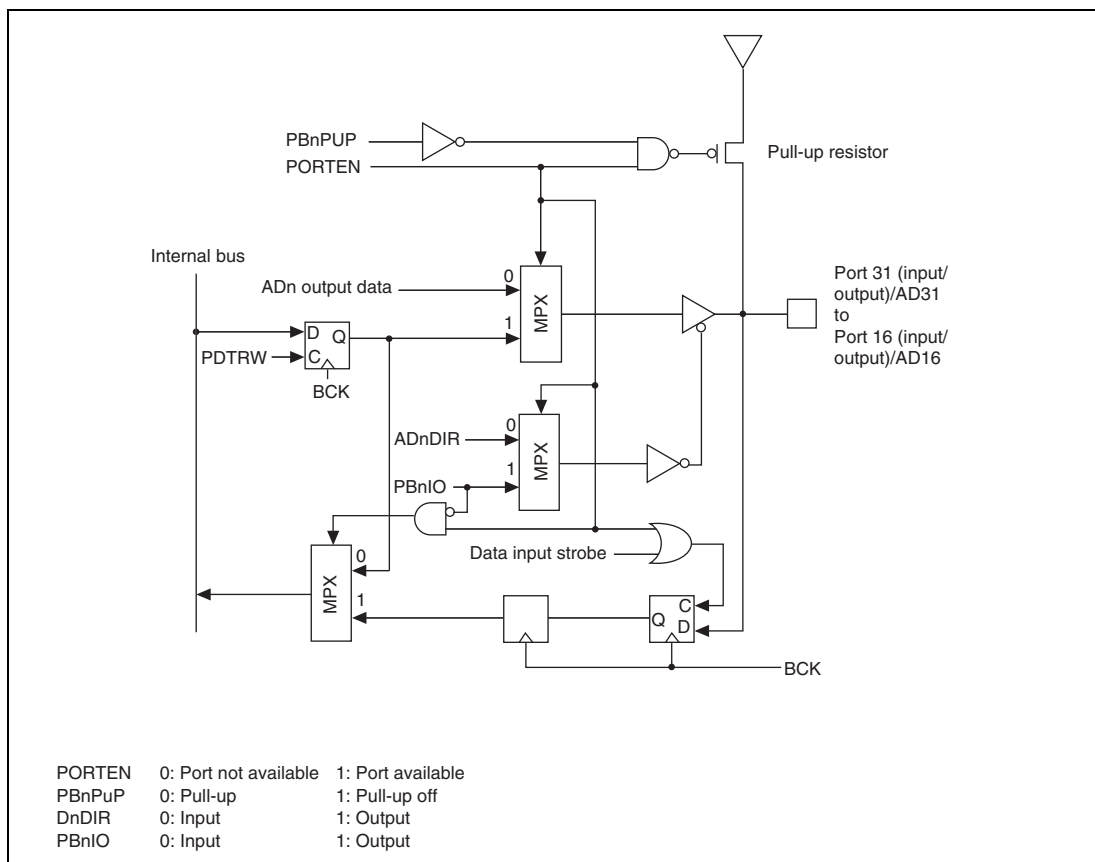 PBnPUP
PORTEN
Pull-up resistor
Internal bus
ADn output data
0
MPX
1
Port 31 (input/
output)/AD31
to
Port 16 (input/
output)/AD16
D Q
PDTRW
C
BCK
ADnDIR
0
MPX
1
PBnIO
Data input strobe
0
MPX
1
C
Q
D
BCK
PORTEN 0: Port not available 1: Port available
PBnPuP 0: Pull-up 1: Pull-up off
DnDIR 0: Input 1: Output
PBnIO 0: Input 1: Output